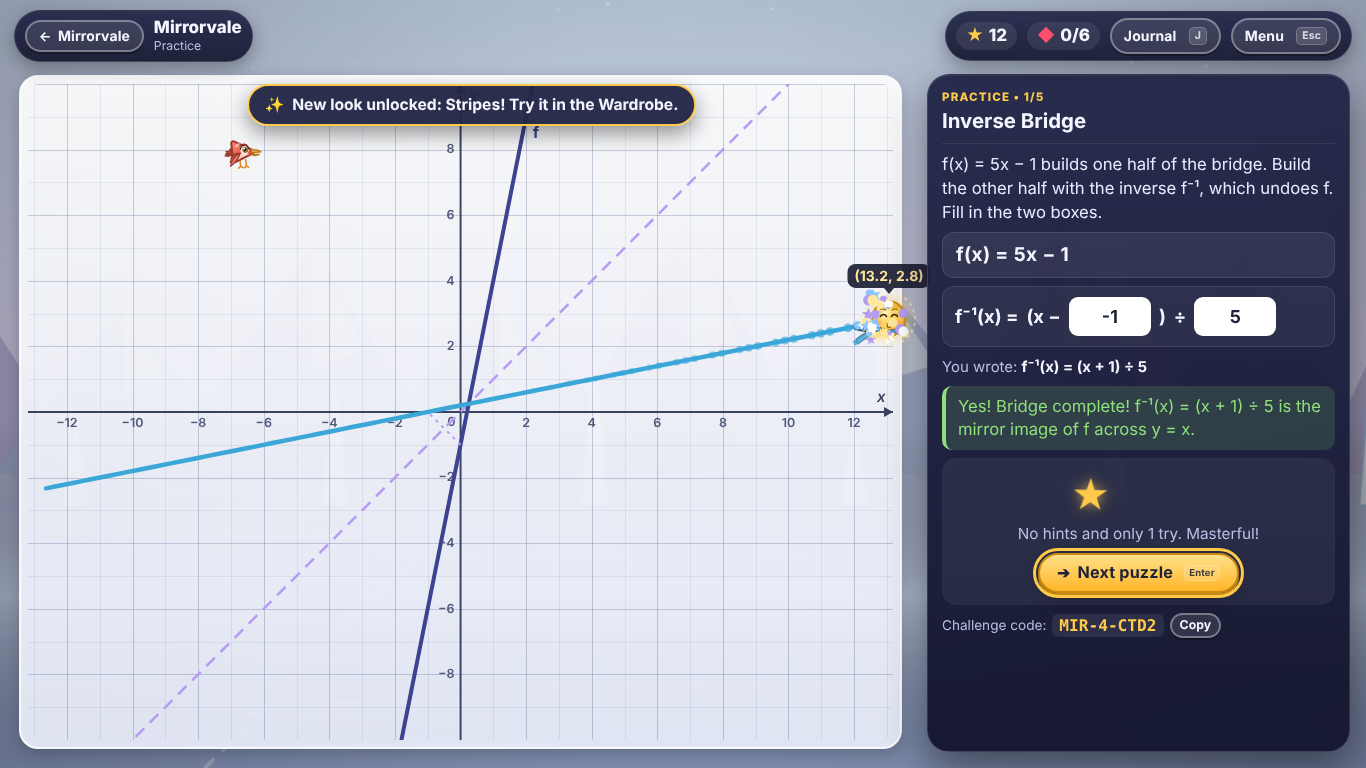 ← Mirrorvale
Mirrorvale
Practice
★ 12
0/6
Journal J
Menu Esc
✨ New look unlocked: Stripes! Try it in the Wardrobe.
f
8
6
4
2
0
−2
−4
−6
−8
−12
−10
−8
−6
−4
−2
2
4
6
8
10
12
x
(13.2, 2.8)
PRACTICE • 1/5
Inverse Bridge
f(x) = 5x − 1 builds one half of the bridge. Build
the other half with the inverse f⁻¹, which undoes f.
Fill in the two boxes.
f(x) = 5x − 1
f⁻¹(x) = (x − -1 ) ÷ 5
You wrote: f⁻¹(x) = (x + 1) ÷ 5
Yes! Bridge complete! f⁻¹(x) = (x + 1) ÷ 5 is the
mirror image of f across y = x.
No hints and only 1 try. Masterful!
➔ Next puzzle Enter
Challenge code: MIR-4-CTD2 Copy